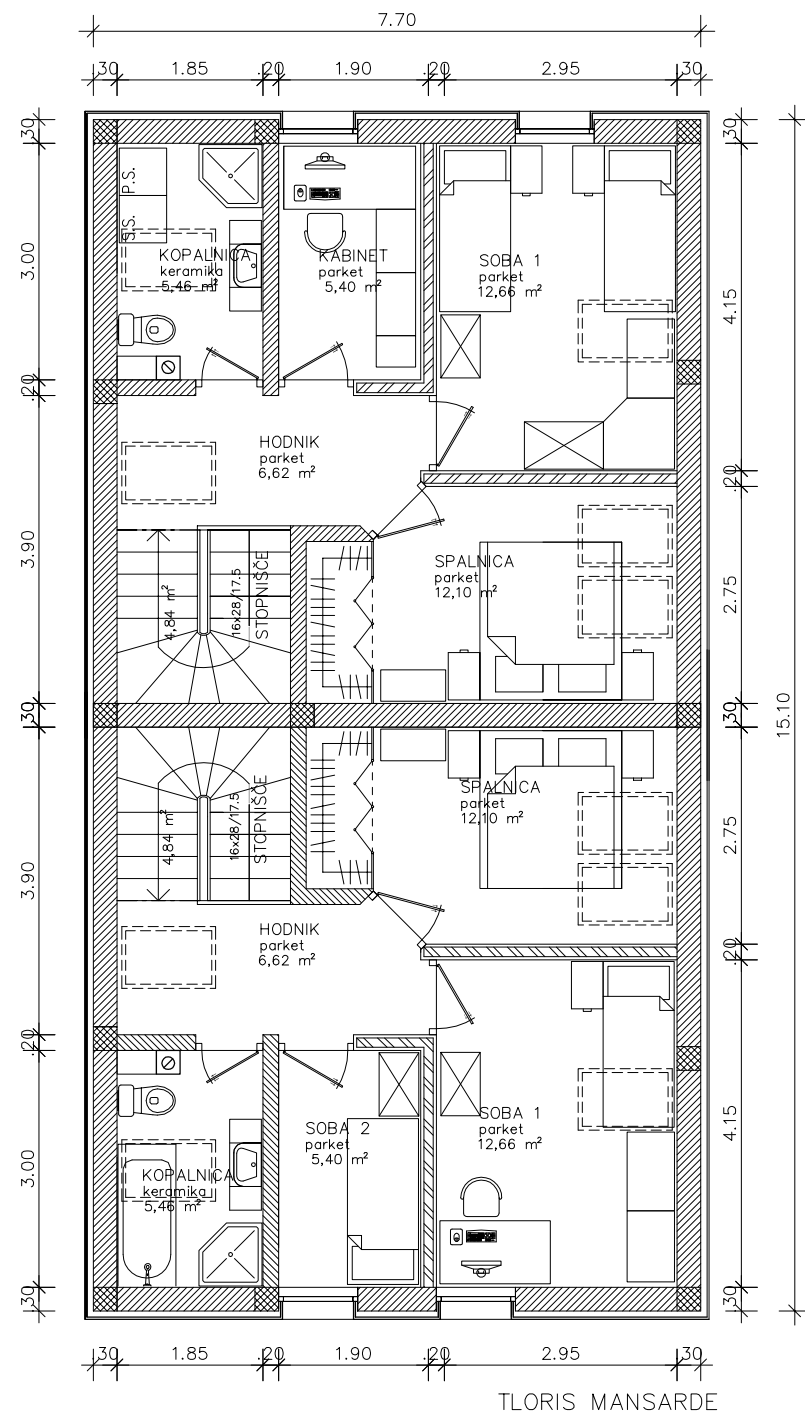 7.70
.30 1.85 .20 1.90 .20 2.95 .30
.30
3.00
.20
3.90
.30
3.90
.20
3.00
.30
P.S.
S.S.
KOPALNICA
keramika
5,46 m²
KABINET
parket
5,40 m²
SOBA 1
parket
12,66 m²
HODNIK
parket
6,62 m²
SPALNICA
parket
12,10 m²
4,84 m²
16x28/17.5
STOPNIŠČE
4,84 m²
16x28/17.5
STOPNIŠČE
SPALNICA
parket
12,10 m²
HODNIK
parket
6,62 m²
SOBA 2
parket
5,40 m²
SOBA 1
parket
12,66 m²
KOPALNICA
keramika
5,46 m²
.30
4.15
.20
2.75
.30
2.75
.20
4.15
.30
15.10
.30 1.85 .20 1.90 .20 2.95 .30
TLORIS MANSARDE